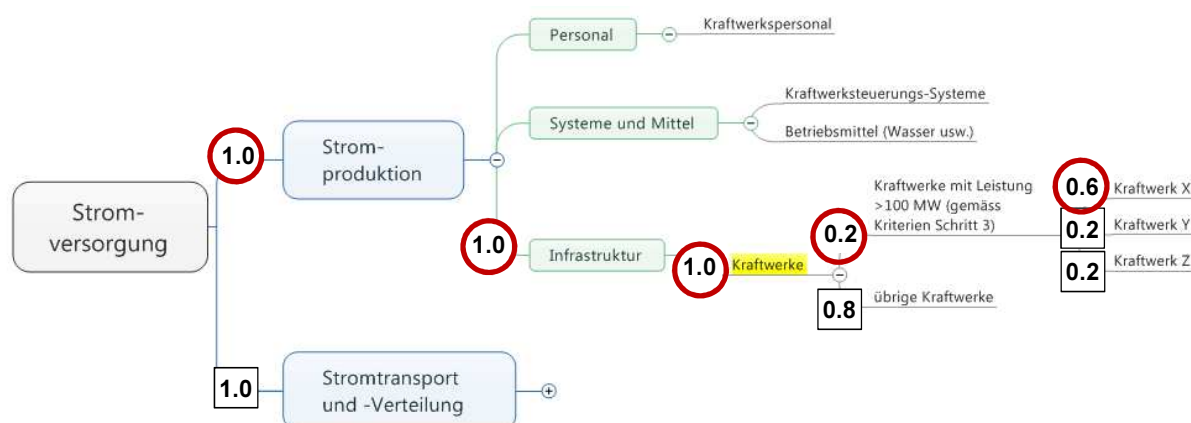 Personal
Kraftwerkspersonal
Systeme und Mittel
Kraftwerksteuerungs-Systeme
Betriebsmittel (Wasser usw.)
1.0
Strom-
produktion
Strom-
versorgung
1.0
Infrastruktur
1.0
Kraftwerke
0.2
Kraftwerke mit Leistung
>100 MW (gemäss
Kriterien Schritt 3)
0.6
Kraftwerk X
0.2
Kraftwerk Y
0.2
Kraftwerk Z
0.8
übrige Kraftwerke
1.0
Stromtransport
und -Verteilung